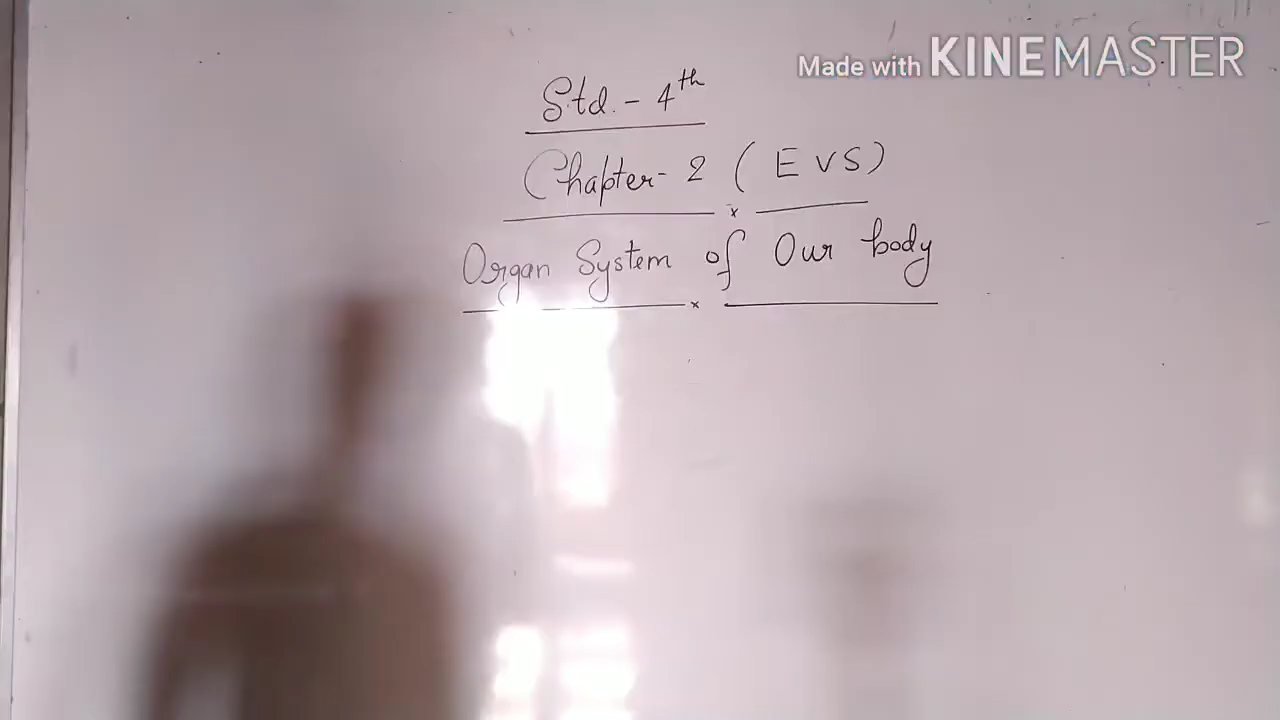 Made with KINEMASTER
Std. - 4th
Chapter - 2 (EVS)
Organ System of Our body